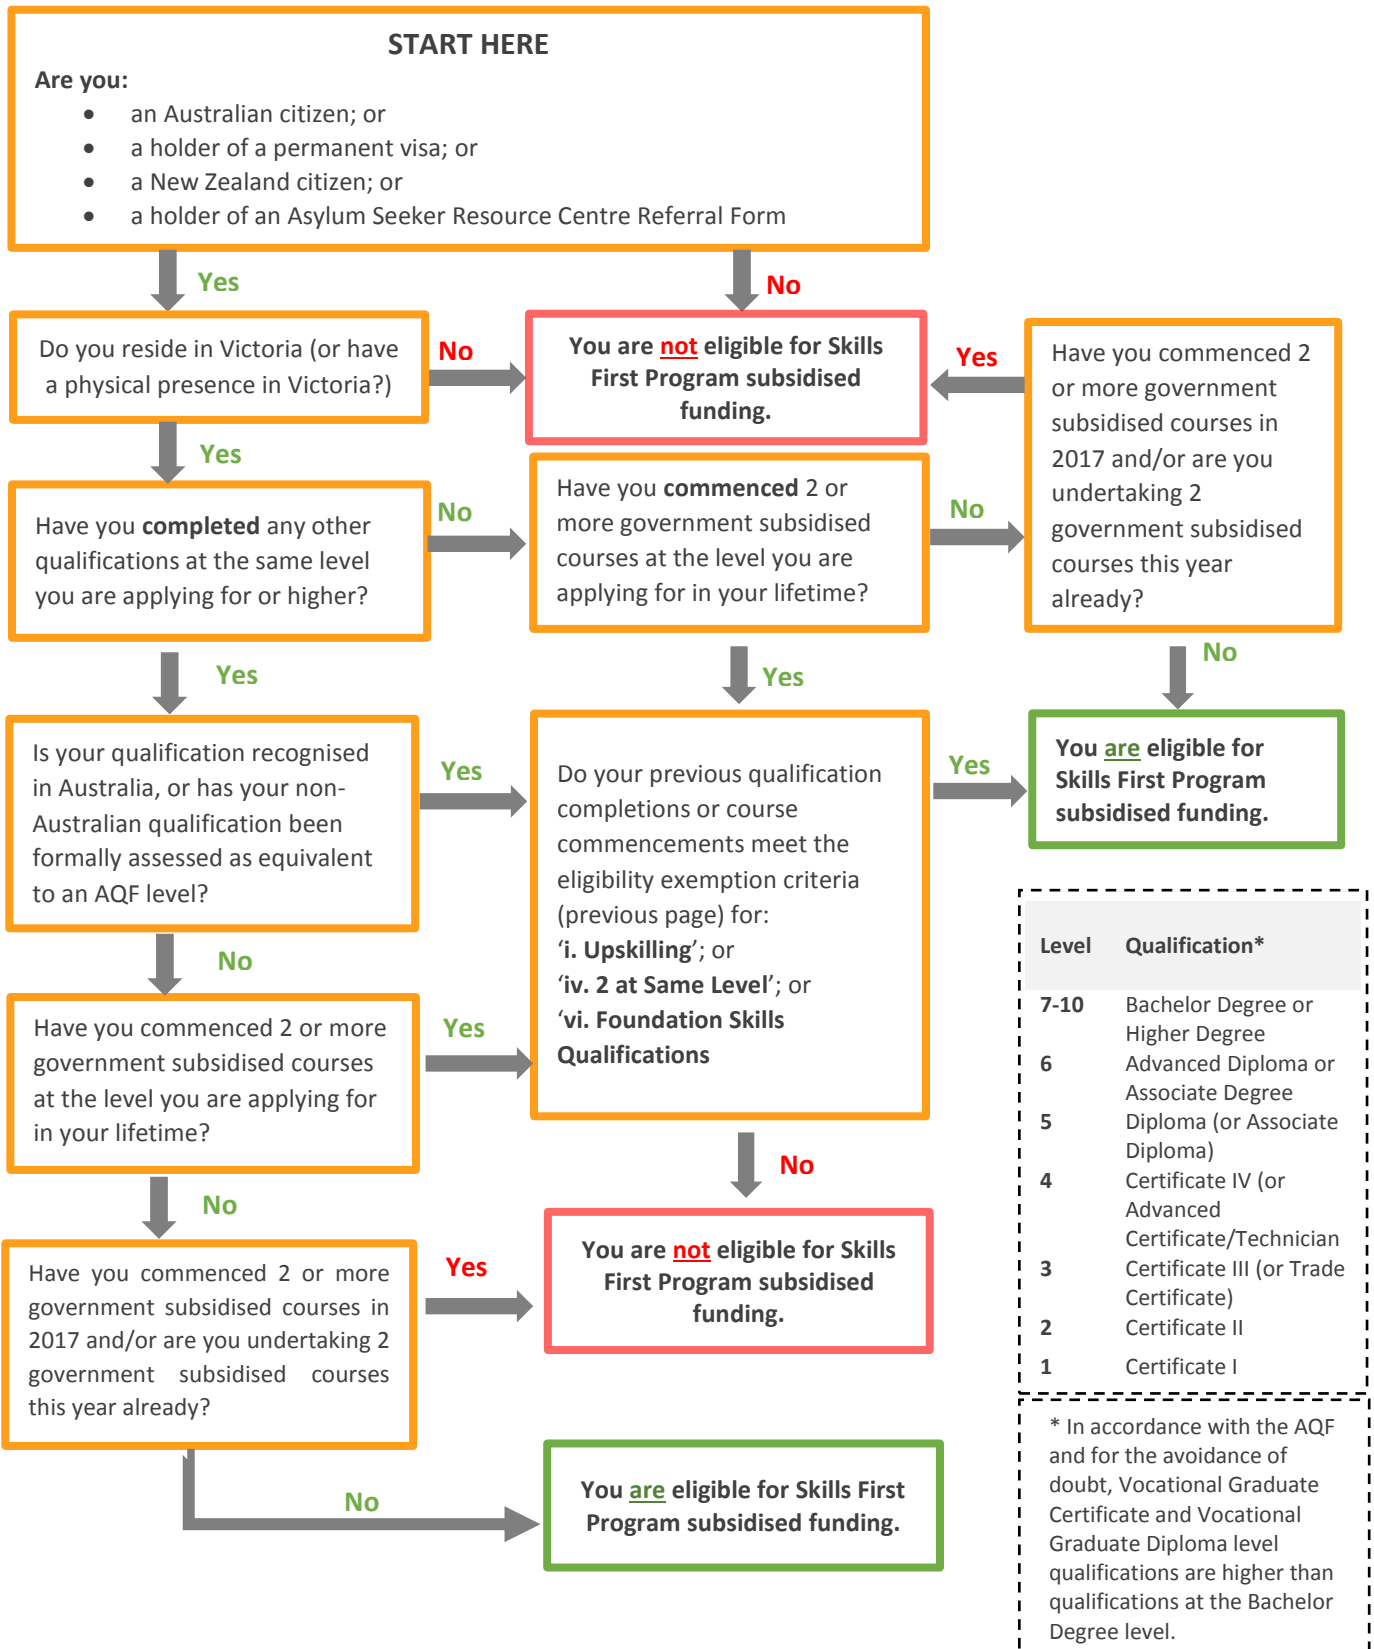 START HERE
Are you:
• an Australian citizen; or
• a holder of a permanent visa; or
• a New Zealand citizen; or
• a holder of an Asylum Seeker Resource Centre Referral Form
Yes
No
Do you reside in Victoria (or have
a physical presence in Victoria?)
No
You are not eligible for Skills
First Program subsidised
funding.
Yes
Have you commenced 2
or more government
subsidised courses in
2017 and/or are you
undertaking 2
government subsidised
courses this year
already?
Yes
Have you completed any other
qualifications at the same level
you are applying for or higher?
No
Have you commenced 2 or
more government subsidised
courses at the level you are
applying for in your lifetime?
No
Yes
Yes
No
Is your qualification recognised
in Australia, or has your non-
Australian qualification been
formally assessed as equivalent
to an AQF level?
Yes
Do your previous qualification
completions or course
commencements meet the
eligibility exemption criteria
(previous page) for:
‘i. Upskilling’; or
‘iv. 2 at Same Level’; or
‘vi. Foundation Skills
Qualifications
Yes
You are eligible for
Skills First Program
subsidised funding.
No
Have you commenced 2 or more
government subsidised courses
at the level you are applying for
in your lifetime?
Yes
No
No
Have you commenced 2 or more
government subsidised courses in
2017 and/or are you undertaking 2
government subsidised courses
this year already?
Yes
You are not eligible for Skills
First Program subsidised
funding.
No
You are eligible for Skills First
Program subsidised funding.
Level Qualification*
7-10 Bachelor Degree or
Higher Degree
6 Advanced Diploma or
Associate Degree
5 Diploma (or Associate
Diploma)
4 Certificate IV (or
Advanced
Certificate/Technician
3 Certificate III (or Trade
Certificate)
2 Certificate II
1 Certificate I
* In accordance with the AQF
and for the avoidance of
doubt, Vocational Graduate
Certificate and Vocational
Graduate Diploma level
qualifications are higher than
qualifications at the Bachelor
Degree level.